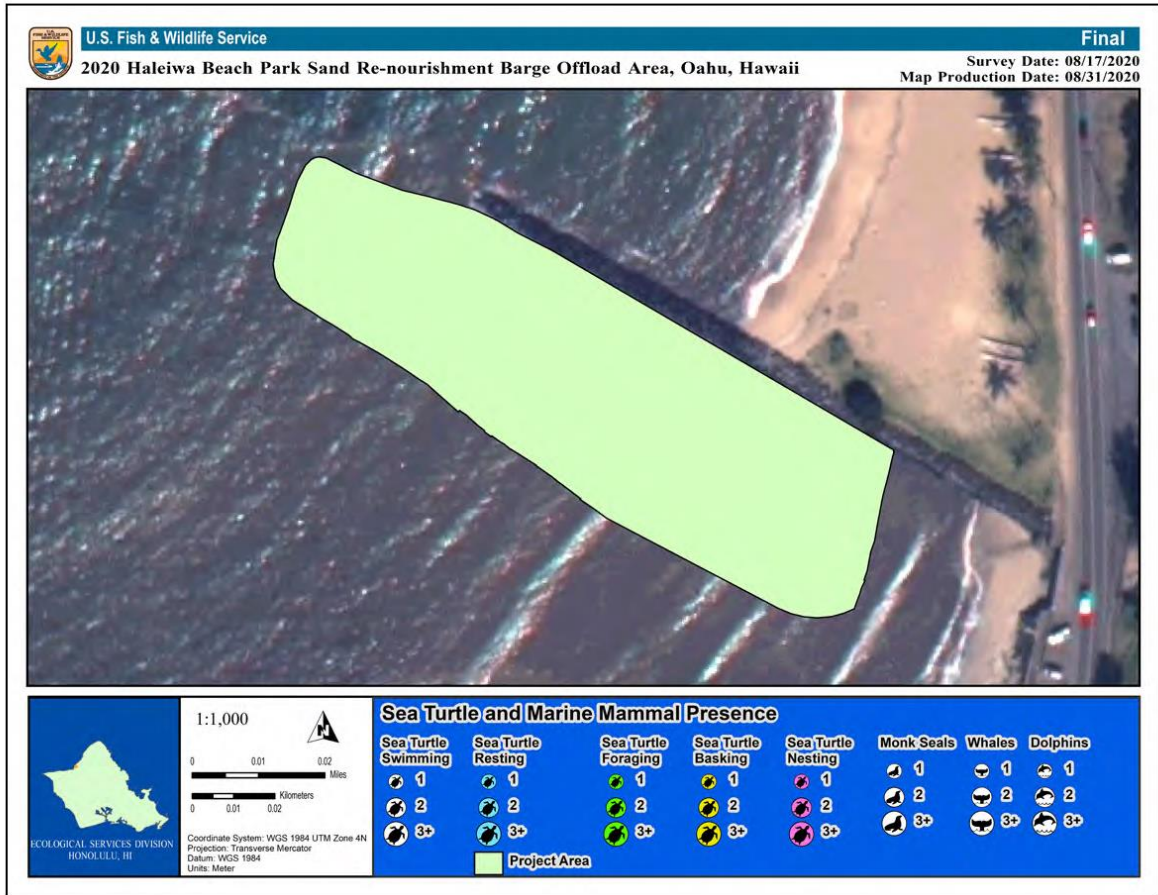 U.S. FISH & WILDLIFE SERVICE
U.S. Fish & Wildlife Service
Final
2020 Haleiwa Beach Park Sand Re-nourishment Barge Offload Area, Oahu, Hawaii
Survey Date: 08/17/2020
Map Production Date: 08/31/2020
ECOLOGICAL SERVICES DIVISION
HONOLULU, HI
1:1,000
N
0 0.01 0.02
Miles
Kilometers
0 0.01 0.02
Coordinate System: WGS 1984 UTM Zone 4N
Projection: Transverse Mercator
Datum: WGS 1984
Units: Meter
Sea Turtle and Marine Mammal Presence
Sea Turtle Swimming
1
2
3+
Sea Turtle Resting
1
2
3+
Sea Turtle Foraging
1
2
3+
Sea Turtle Basking
1
2
3+
Sea Turtle Nesting
1
2
3+
Monk Seals
1
2
3+
Whales
1
2
3+
Dolphins
1
2
3+
Project Area